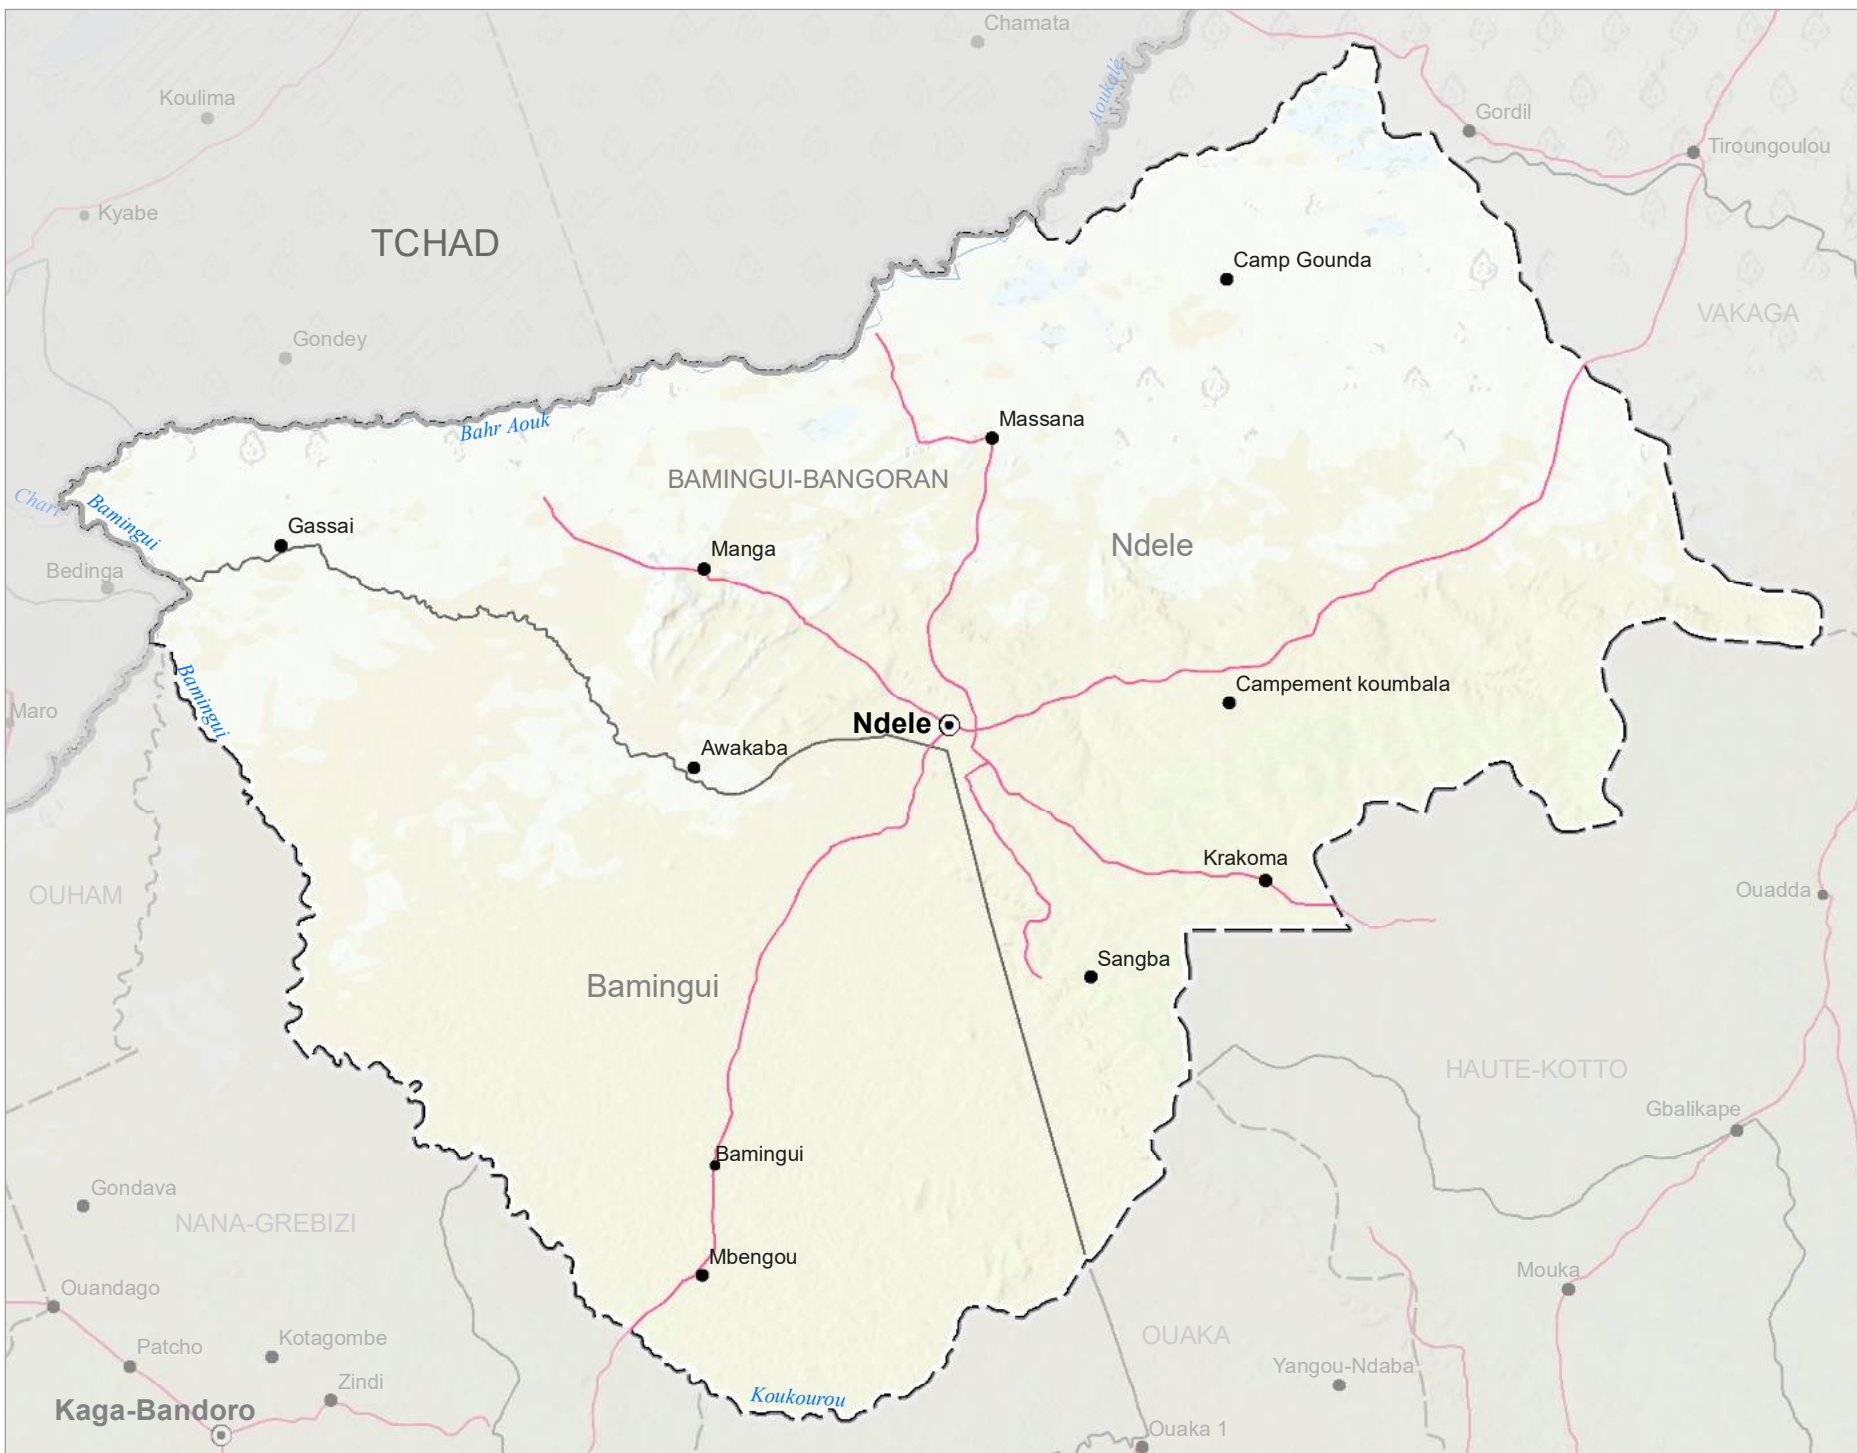 Chamata
Aoukalé
Koulima
Gordil
Tiroungoulou
Kyabe
TCHAD
Camp Gounda
VAKAGA
Gondey
Massana
Bahr Aouk
BAMINGUI-BANGORAN
Chari
Bamingui
Gassai
Manga
Ndele
Bedinga
Bamingui
Campement koumbala
Maro
Ndele
Awakaba
Krakoma
OUHAM
Ouadda
Sangba
Bamingui
HAUTE-KOTTO
Gbalikape
Bamingui
Gondava
NANA-GREBIZI
Mbengou
Mouka
Ouandago
Kotagombe
OUAKA
Patcho
Yangou-Ndaba
Zindi
Koukourou
Kaga-Bandoro
Ouaka 1